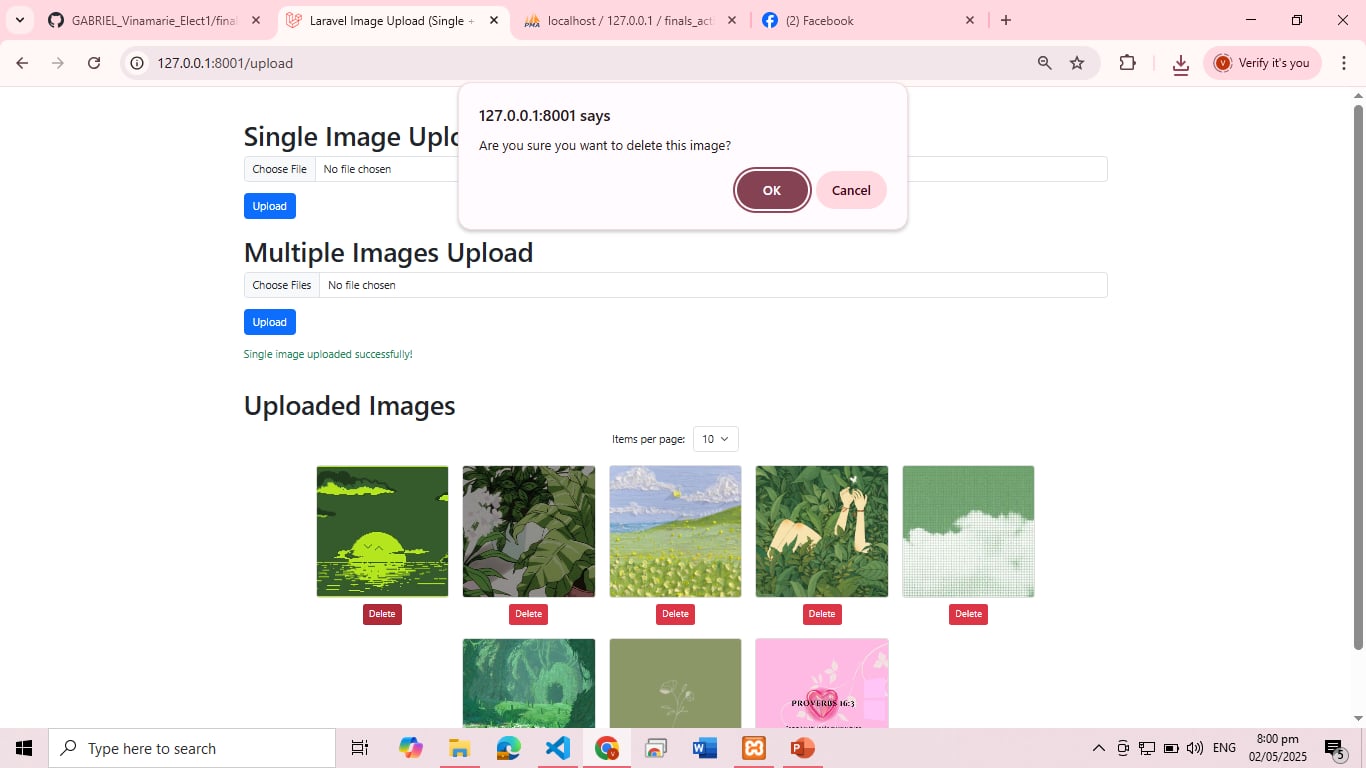 GABRIEL_Vinamarie_Elect1/final
Laravel Image Upload (Single +
localhost / 127.0.0.1 / finals_act
(2) Facebook
127.0.0.1:8001/upload
Verify it's you
127.0.0.1:8001 says
Are you sure you want to delete this image?
OK
Cancel
Single Image Uplo
Choose File
No file chosen
Upload
Multiple Images Upload
Choose Files
No file chosen
Upload
Single image uploaded successfully!
Uploaded Images
Items per page:
10
Delete
Delete
Delete
Delete
Delete
PROVERBS 16:3
Type here to search
ENG
8:00 pm
02/05/2025
5